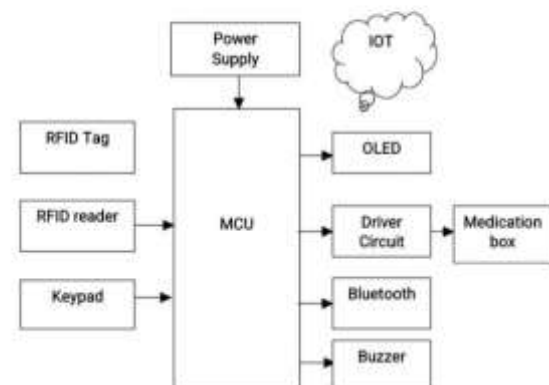 Power
Supply
IOT
RFID Tag
OLED
RFID reader
MCU
Driver
Circuit
Medication
box
Keypad
Bluetooth
Buzzer